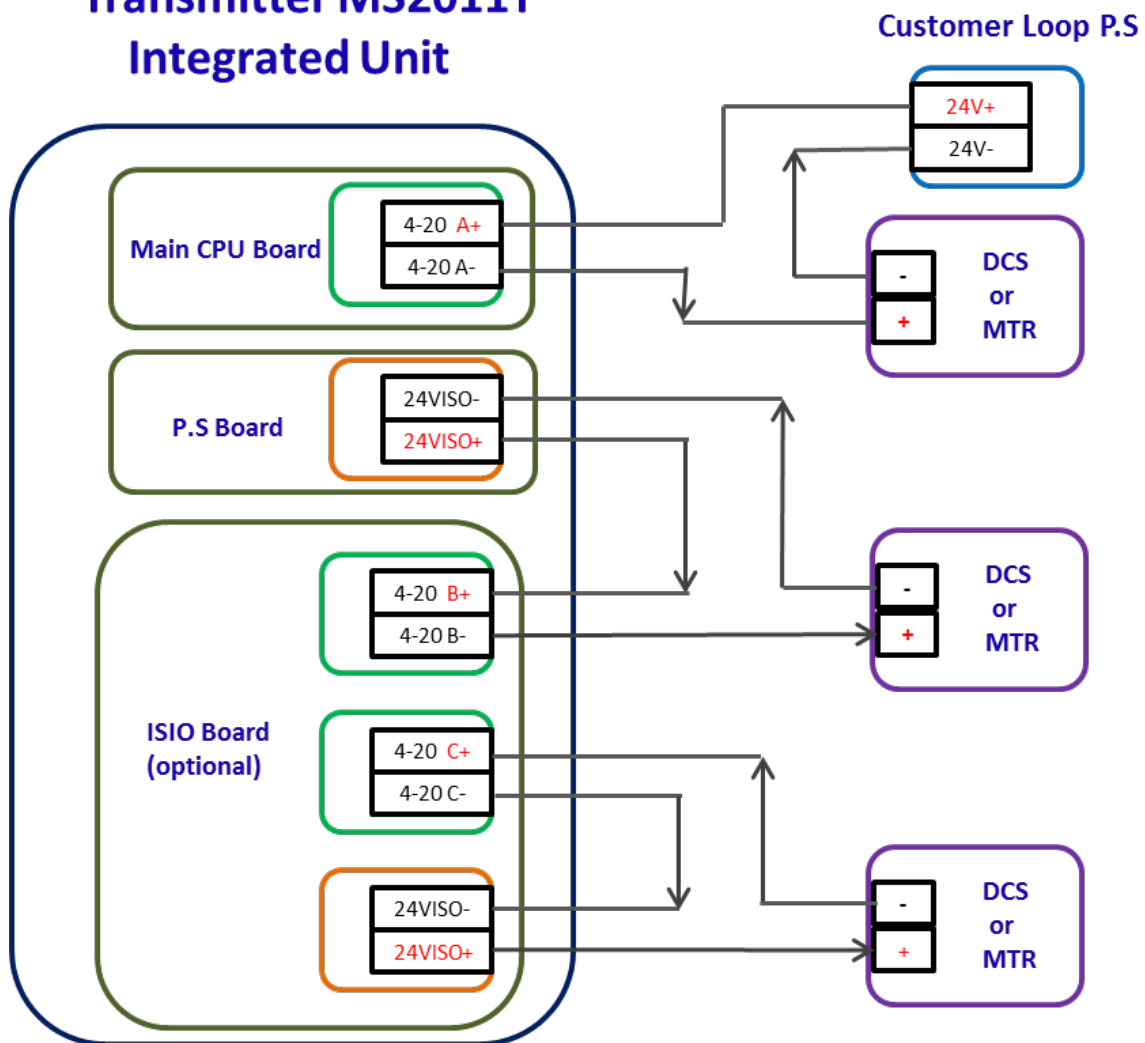 Transmitter MS2011T
Integrated Unit
Customer Loop P.S
24V+
24V-
Main CPU Board
4-20 A+
4-20 A-
-
+
DCS
or
MTR
P.S Board
24VISO-
24VISO+
ISIO Board
(optional)
4-20 B+
4-20 B-
-
+
DCS
or
MTR
4-20 C+
4-20 C-
24VISO-
24VISO+
-
+
DCS
or
MTR